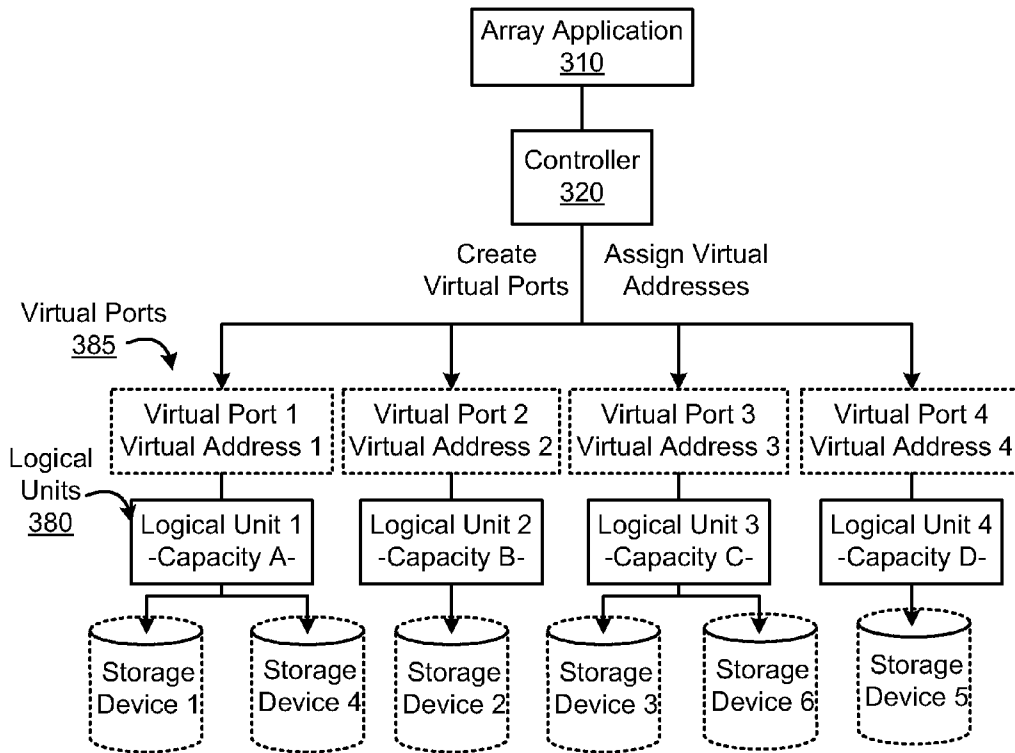 Array Application
310
Controller
320
Create
Virtual Ports
Assign Virtual
Addresses
Virtual Ports
385
Virtual Port 1
Virtual Address 1
Virtual Port 2
Virtual Address 2
Virtual Port 3
Virtual Address 3
Virtual Port 4
Virtual Address 4
Logical
Units
380
Logical Unit 1
-Capacity A-
Logical Unit 2
-Capacity B-
Logical Unit 3
-Capacity C-
Logical Unit 4
-Capacity D-
Storage
Device 1
Storage
Device 4
Storage
Device 2
Storage
Device 3
Storage
Device 6
Storage
Device 5